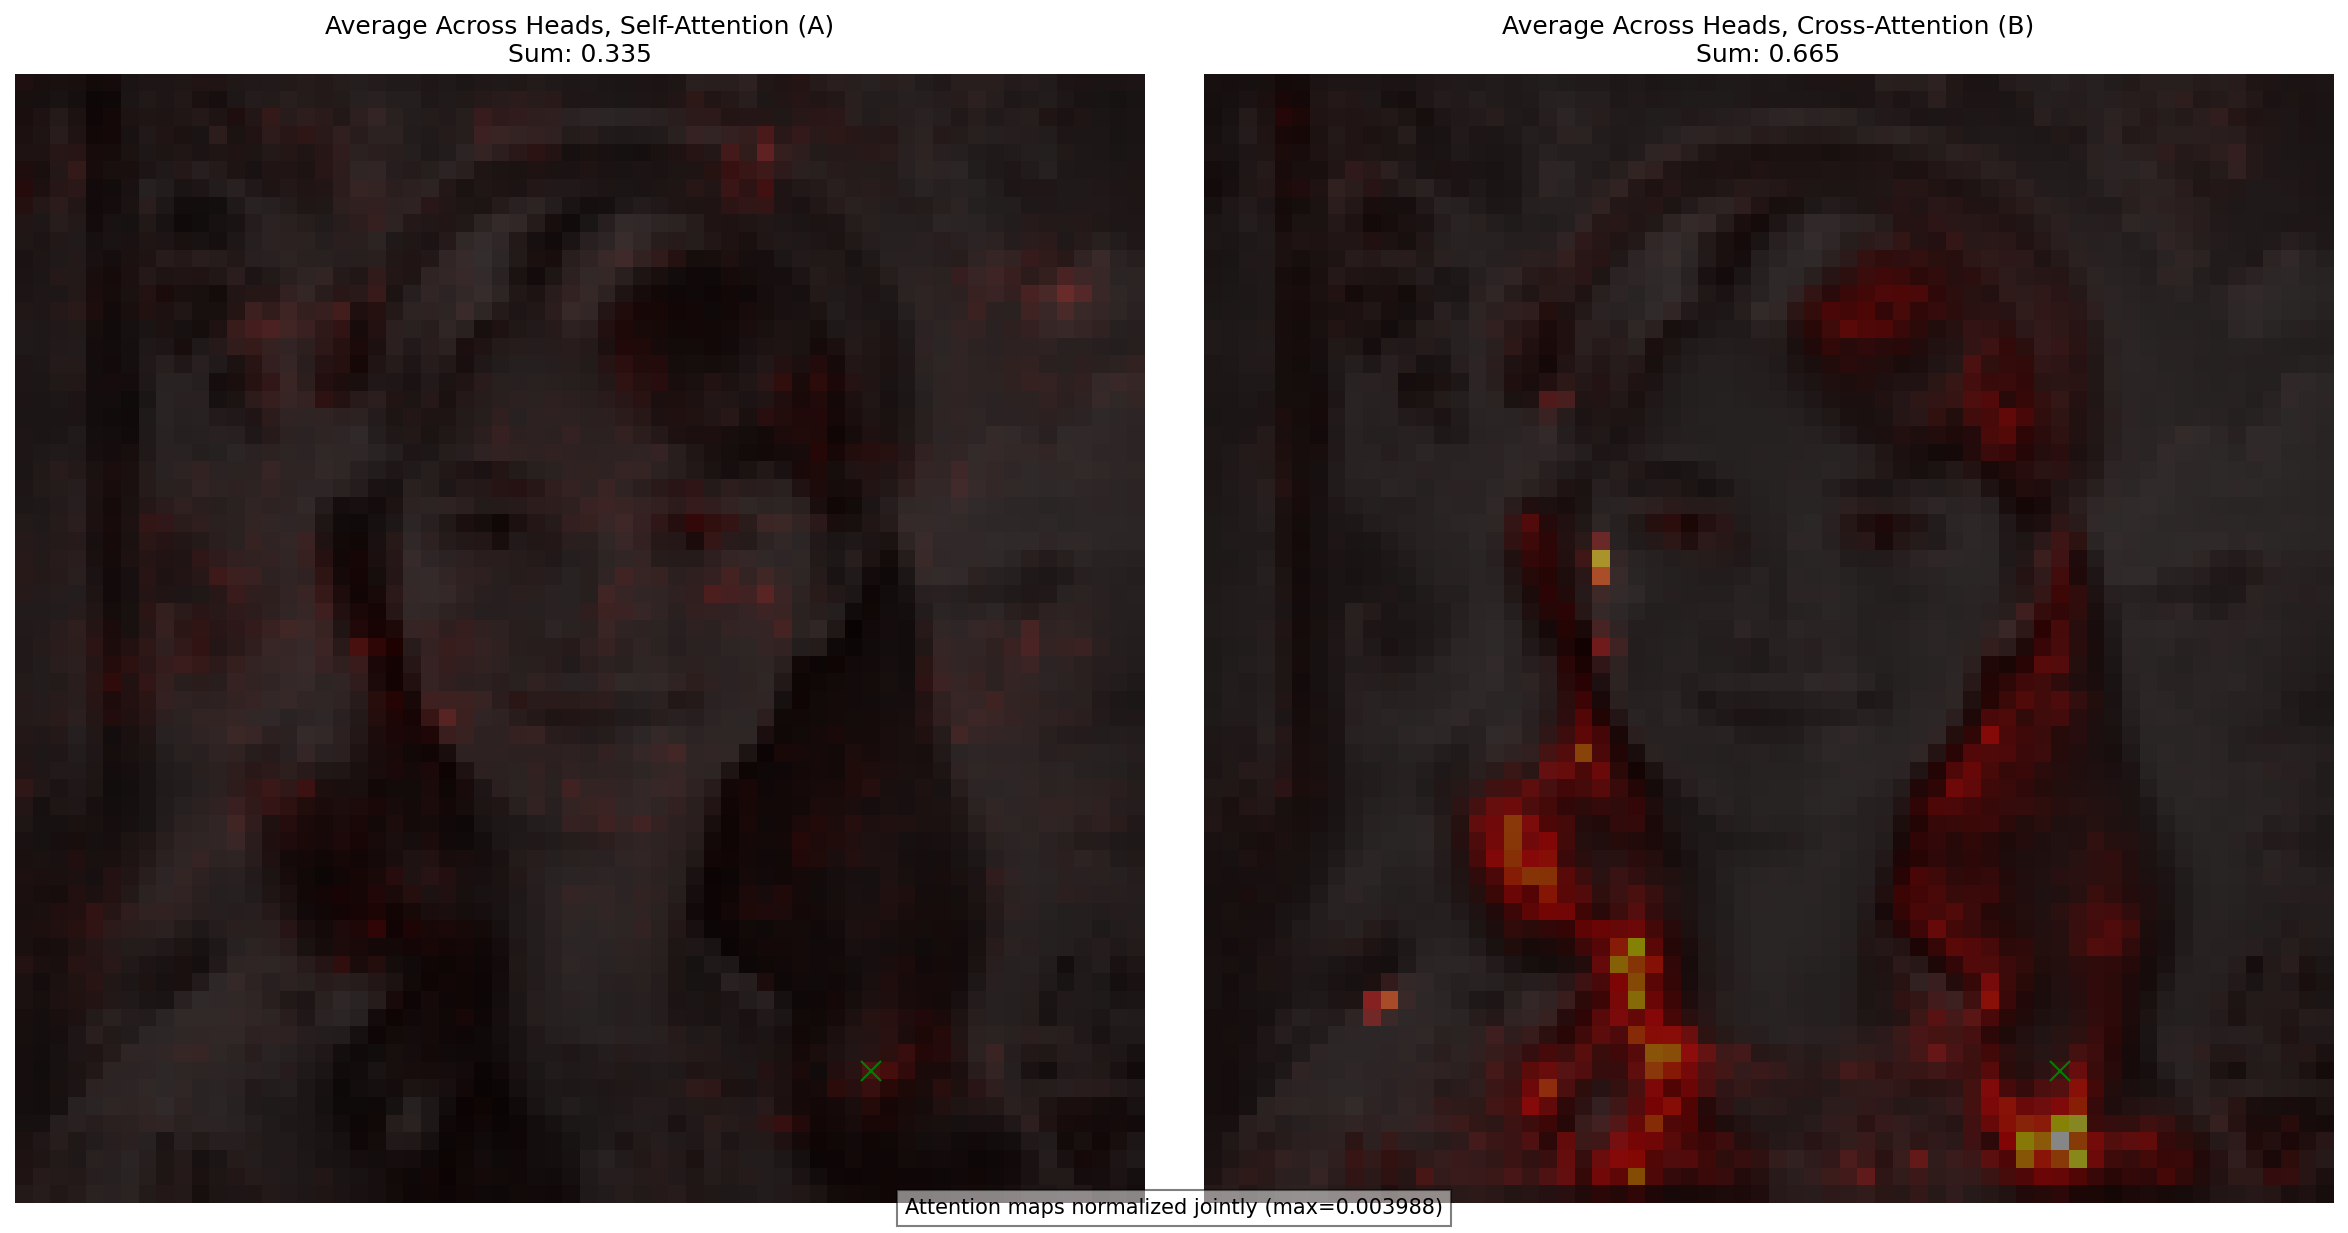 Average Across Heads, Self-Attention (A)
Sum: 0.335
Average Across Heads, Cross-Attention (B)
Sum: 0.665
Attention maps normalized jointly (max=0.003988)